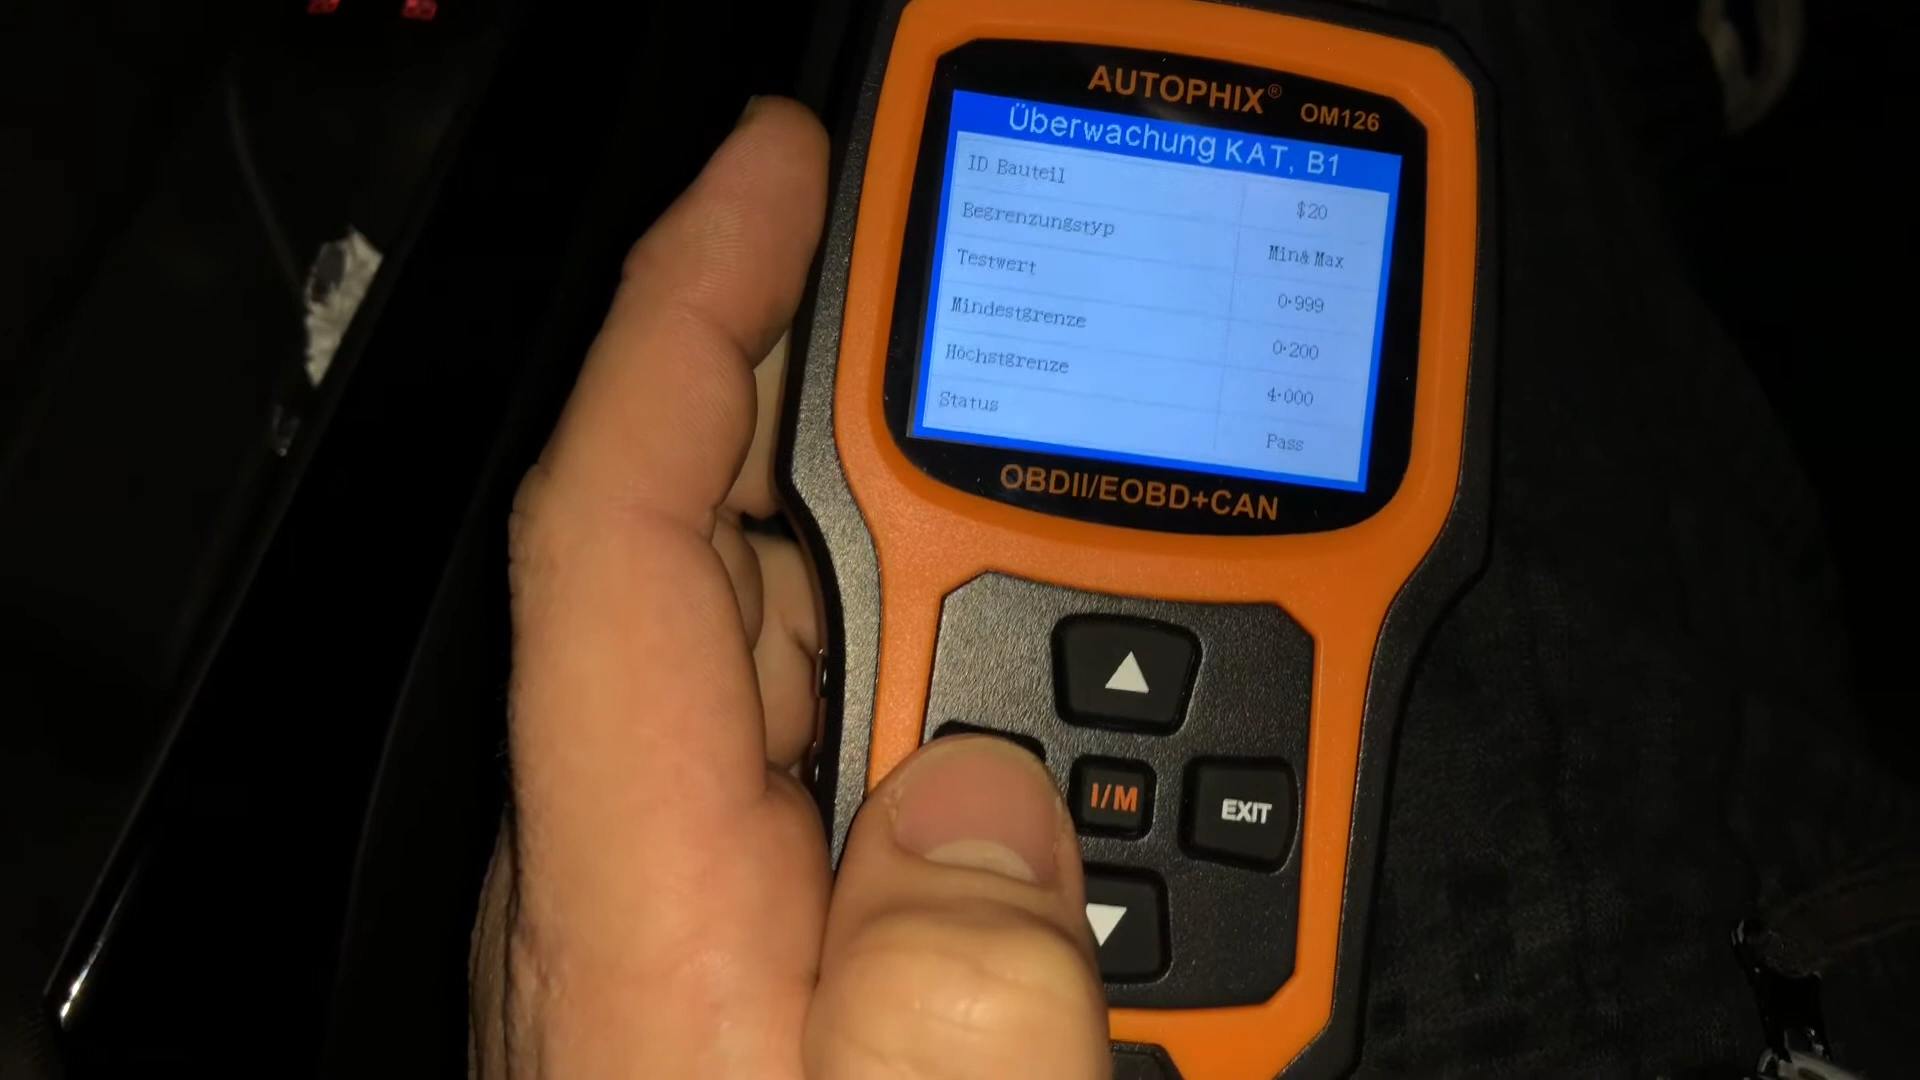 AUTOPHIX® OM126
Überwachung KAT, B1
ID Bauteil $20
Begrenzungstyp Min&Max
Testwert 0.999
Mindestgrenze 0.200
Höchstgrenze 4.000
Status Pass
OBDII/EOBD+CAN
I/M
EXIT